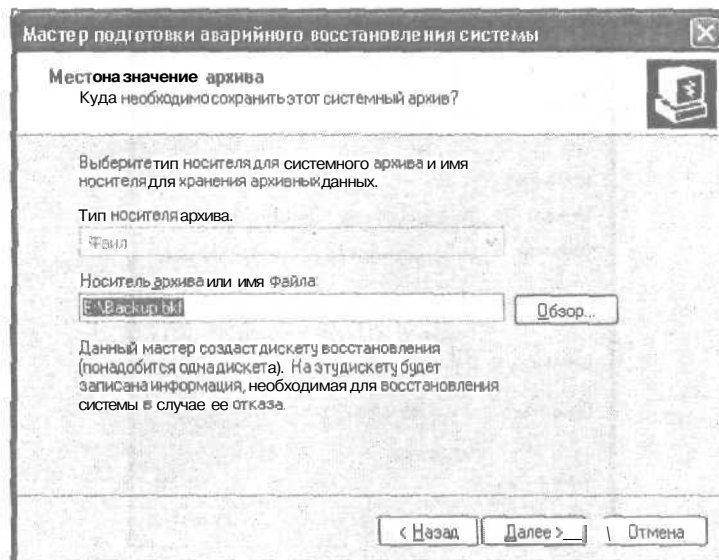 Мастер подготовки аварийного восстановления системы
Местоназначение архива
Куда необходимо сохранить этот системный архив?
Выберите тип носителя для системного архива и имя
носителя для хранения архивных данных.
Тип носителя архива.
Файл
Носитель архива или имя файла:
E:\Backup.bkf
Обзор...
Данный мастер создаст дискету восстановления
(понадобится одна дискета). На эту дискету будет
записана информация, необходимая для восстановления
системы в случае ее отказа.
< Назад
Далее >
Отмена